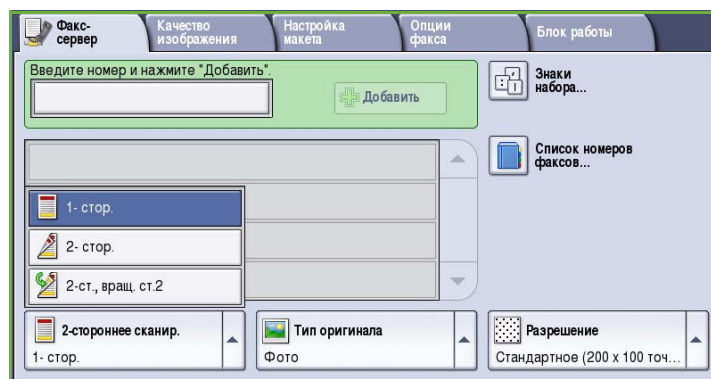 Факс-
сервер
Качество
изображения
Настройка
макета
Опции
факса
Блок работы
Введите номер и нажмите "Добавить".
Добавить
Знаки
набора...
Список номеров
факсов...
1- стор.
2- стор.
2-ст., вращ. ст.2
2-стороннее сканир.
1- стор.
Тип оригинала
Фото
Разрешение
Стандартное (200 x 100 точ...